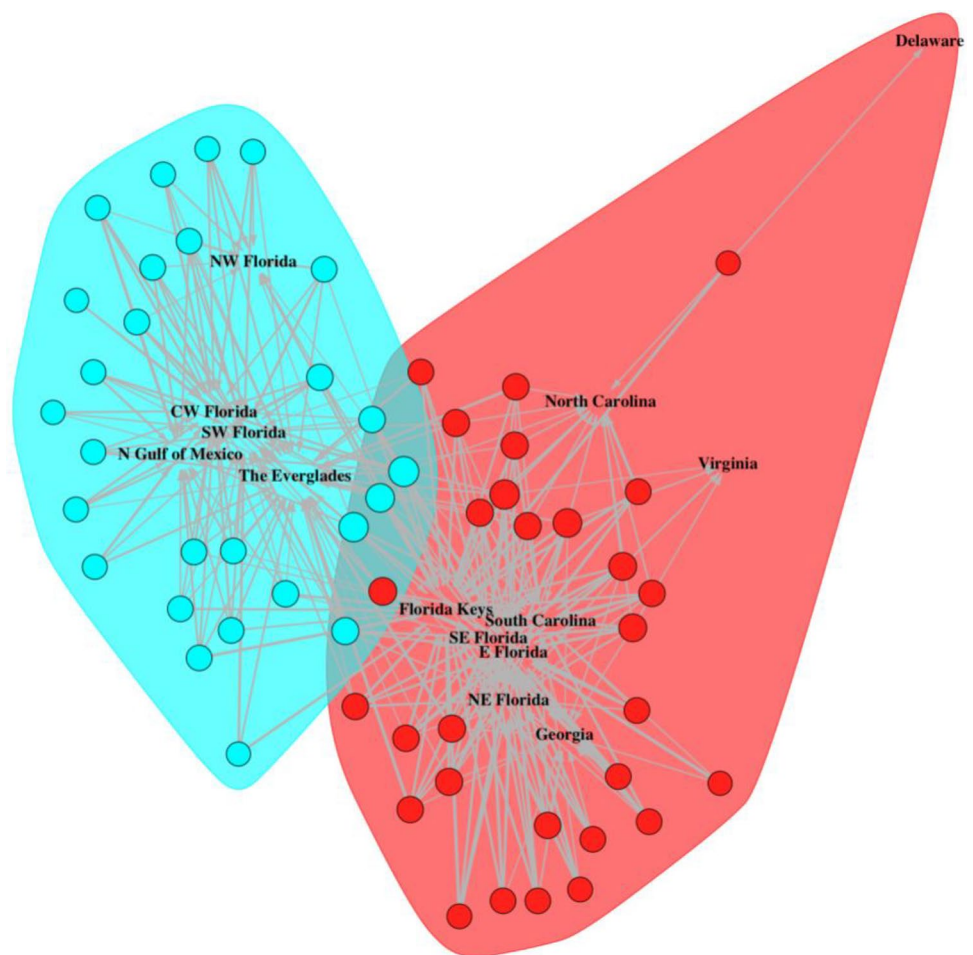 Delaware
NW Florida
North Carolina
CW Florida
SW Florida
N Gulf of Mexico
Virginia
The Everglades
Florida Keys
South Carolina
SE Florida
E Florida
NE Florida
Georgia